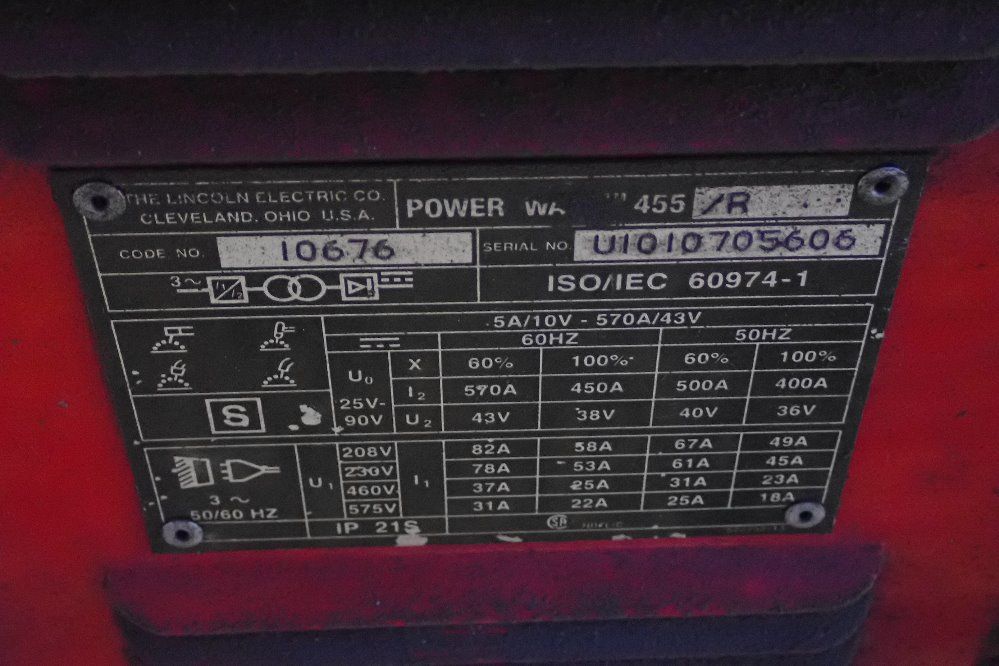 THE LINCOLN ELECTRIC CO.
CLEVELAND, OHIO U.S.A.
POWER WA ™ 455 /R
CODE NO. 10676
SERIAL NO. U1010705606
3~
ISO/IEC 60974-1
5A/10V - 570A/43V
60HZ 50HZ
U₀ X 60% 100% 60% 100%
25V-90V I₂ 570A 450A 500A 400A
U₂ 43V 38V 40V 36V
S
U₁ 208V I₁ 82A 58A 67A 49A
230V 78A 53A 61A 45A
460V 37A 25A 31A 23A
575V 31A 22A 25A 18A
3~
50/60 HZ
IP 21S